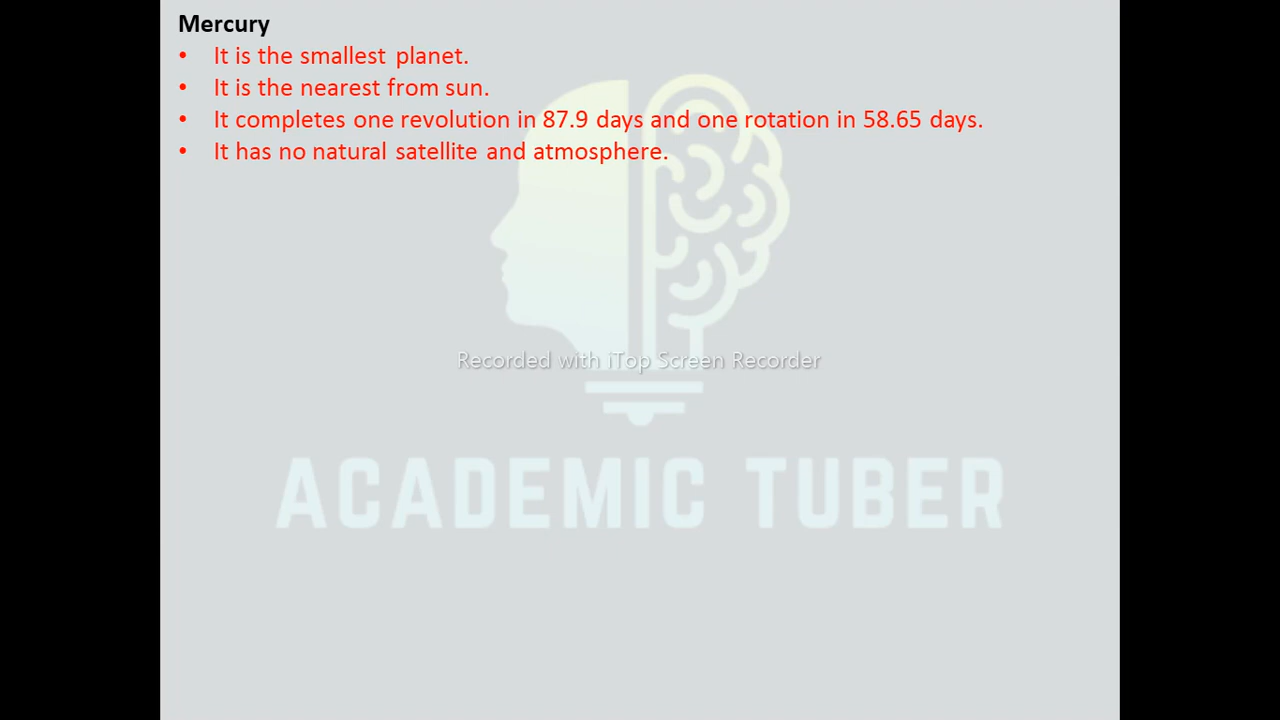 Mercury
• It is the smallest planet.
• It is the nearest from sun.
• It completes one revolution in 87.9 days and one rotation in 58.65 days.
• It has no natural satellite and atmosphere.
Recorded with iTop Screen Recorder
ACADEMIC TUBER